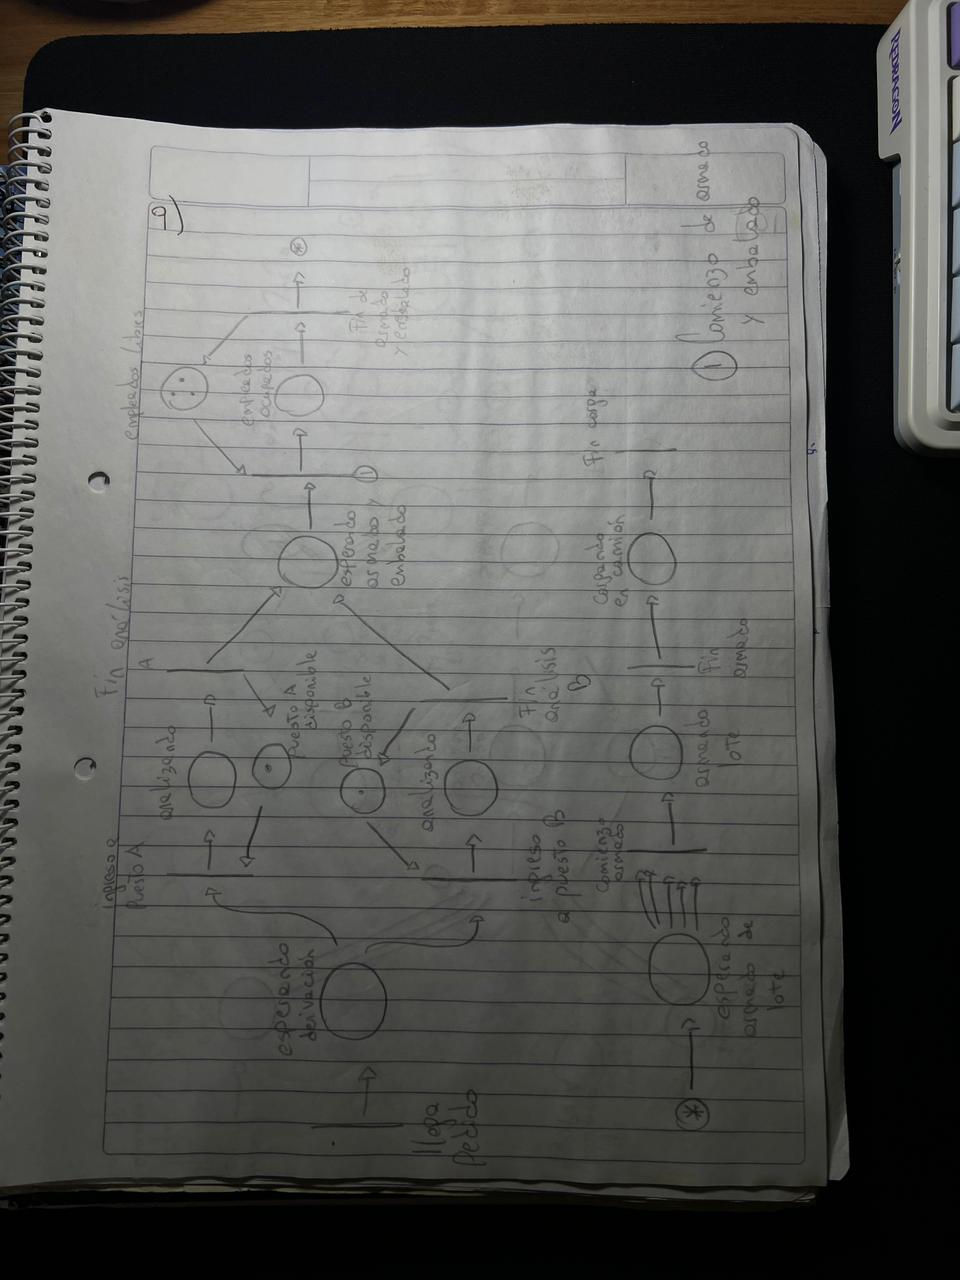 a)
empleados libres
empleados
ocupados
Fin de
armado
y embalado
*
Fin análisis
A
analizando
Puesto A
disponible
ingreso a
Puesto A
esperando
armado y
embalado
1
Puesto B
disponible
analizando
Fin
análisis
B
ingreso
a puesto B
esperando
derivación
llega
pedido
*
esperando
armado de
lote
comienzo
armado
armando
lote
Fin
armado
cargando
en camión
Fin carga
1 Comienzo de armado
y embalado
REDRAGON